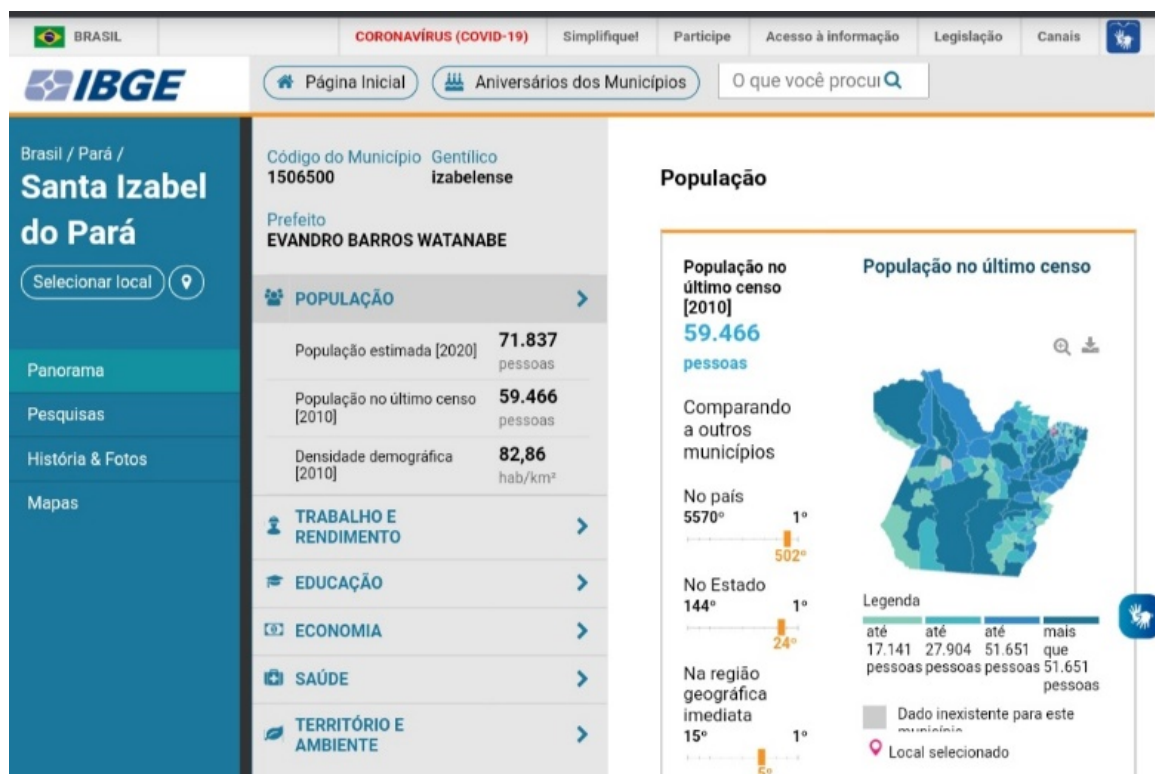 BRASIL
CORONAVÍRUS (COVID-19)
Simplifique!
Participe
Acesso à informação
Legislação
Canais
IBGE
Página Inicial
Aniversários dos Municípios
O que você procui
Brasil / Pará /
Santa Izabel
do Pará
Selecionar local
Panorama
Pesquisas
História & Fotos
Mapas
Código do Município Gentílico
1506500 izabelense
Prefeito
EVANDRO BARROS WATANABE
POPULAÇÃO
População estimada [2020] 71.837
pessoas
População no último censo 59.466
[2010] pessoas
Densidade demográfica 82,86
[2010] hab/km²
TRABALHO E
RENDIMENTO
EDUCAÇÃO
ECONOMIA
SAÚDE
TERRITÓRIO E
AMBIENTE
População
População no
último censo
[2010]
59.466
pessoas
Comparando
a outros
municípios
No país
5570º 1º
502º
No Estado
144º 1º
24º
Na região
geográfica
imediata
15º 1º
5º
População no último censo
Legenda
até até até mais
17.141 27.904 51.651 que
pessoas pessoas pessoas 51.651
pessoas
Dado inexistente para este
município
Local selecionado